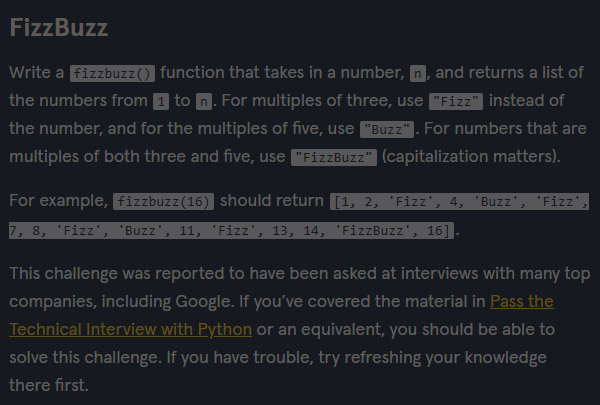 FizzBuzz
Write a fizzbuzz() function that takes in a number, n, and returns a list of
the numbers from 1 to n. For multiples of three, use "Fizz" instead of
the number, and for the multiples of five, use "Buzz". For numbers that are
multiples of both three and five, use "FizzBuzz" (capitalization matters).
For example, fizzbuzz(16) should return [1, 2, 'Fizz', 4, 'Buzz', 'Fizz',
7, 8, 'Fizz', 'Buzz', 11, 'Fizz', 13, 14, 'FizzBuzz', 16].
This challenge was reported to have been asked at interviews with many top
companies, including Google. If you’ve covered the material in Pass the
Technical Interview with Python or an equivalent, you should be able to
solve this challenge. If you have trouble, try refreshing your knowledge
there first.